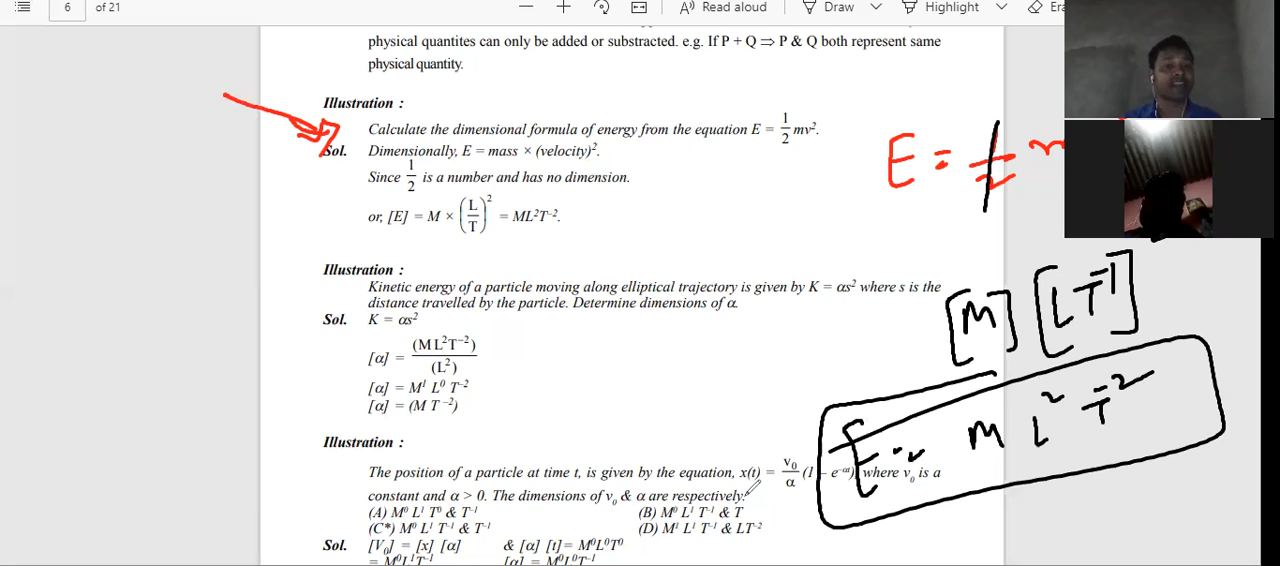 6 of 21 Read aloud Draw Highlight Era
physical quantites can only be added or substracted. e.g. If P + Q ⇒ P & Q both represent same
physical quantity.
Illustration :
Calculate the dimensional formula of energy from the equation E = 1/2 mv².
Sol. Dimensionally, E = mass × (velocity)².
Since 1/2 is a number and has no dimension.
or, [E] = M × (L/T)² = ML²T⁻².
E = 1/2 m
Illustration :
Kinetic energy of a particle moving along elliptical trajectory is given by K = αs² where s is the
distance travelled by the particle. Determine dimensions of α.
Sol. K = αs²
[α] = (ML²T⁻²)/(L²)
[α] = M¹ L⁰ T⁻²
[α] = (M T⁻²)
[M] [L T⁻¹]
E = M L² T⁻²
Illustration :
The position of a particle at time t, is given by the equation, x(t) = v₀/α (1 – e^-αt), where v₀ is a
constant and α > 0. The dimensions of v₀ & α are respectively.
(A) M⁰ L¹ T⁰ & T⁻¹ (B) M⁰ L¹ T⁻¹ & T
(C*) M⁰ L¹ T⁻¹ & T⁻¹ (D) M¹ L¹ T⁻¹ & LT⁻²
Sol. [V₀] = [x] [α] & [α] [t] = M⁰L⁰T⁰
= M⁰L¹T⁻¹ [α] = M⁰L⁰T⁻¹